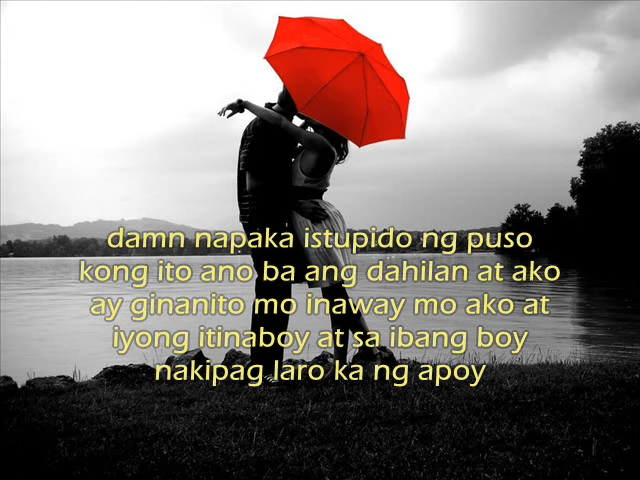 damn napaka istupido ng puso
kong ito ano ba ang dahilan at ako
ay ginanito mo inaway mo ako at
iyong itinaboy at sa ibang boy
nakipag laro ka ng apoy